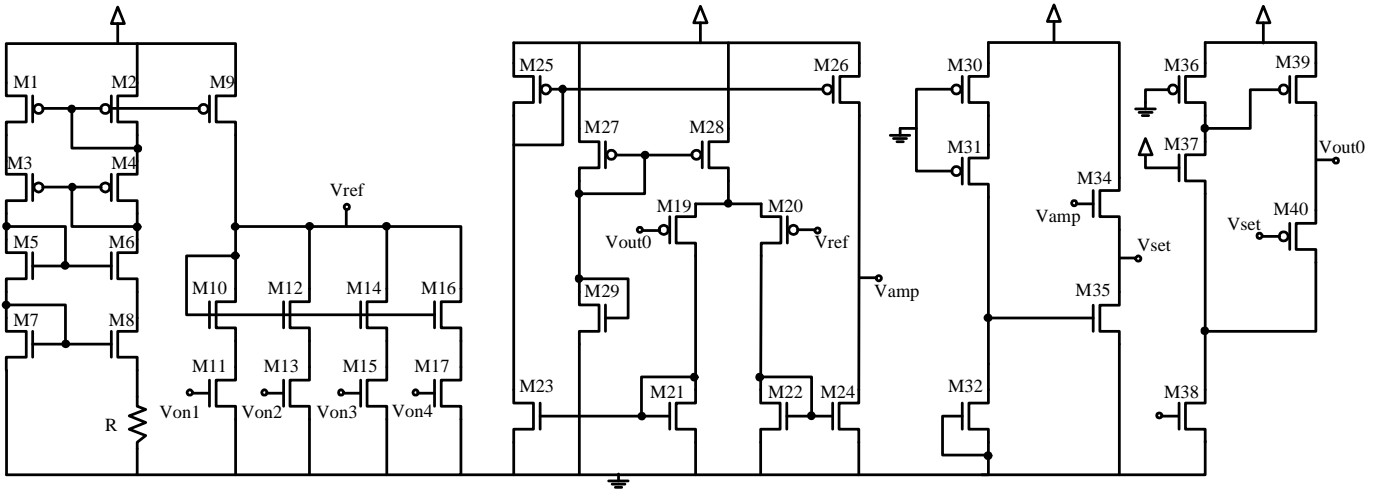 M1
M2
M9
M3
M4
Vref
M5
M6
M10
M12
M14
M16
M7
M8
M11
M13
M15
M17
Von1
Von2
Von3
Von4
R
M25
M26
M27
M28
M19
M20
Vout0
Vref
M29
Vamp
M23
M21
M22
M24
M30
M31
M34
Vamp
Vset
M35
M32
M36
M39
M37
Vout0
M40
Vset
M38